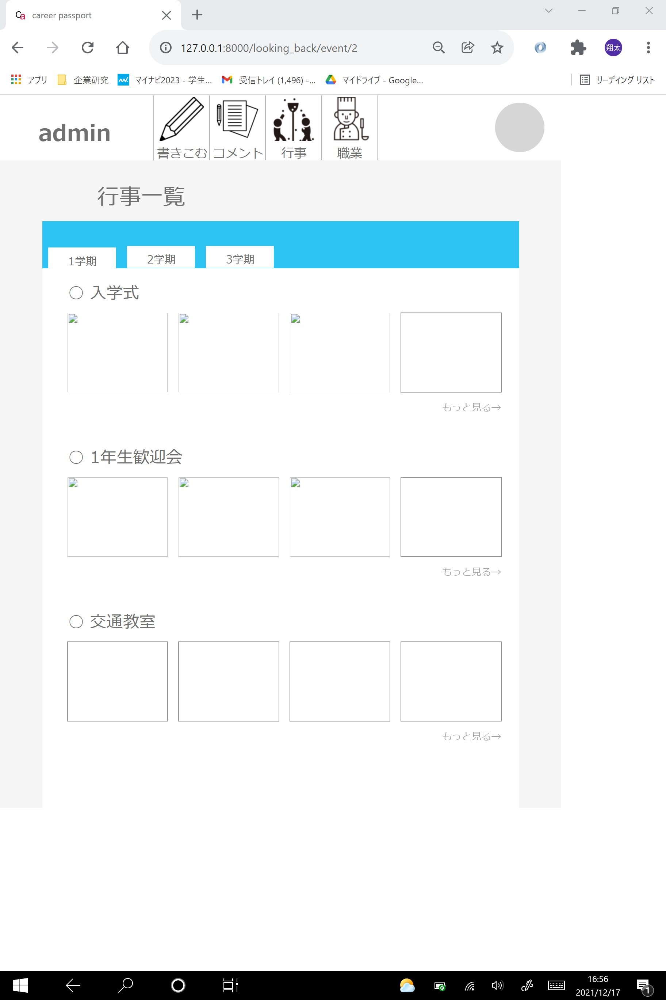 Ca career passport
127.0.0.1:8000/looking_back/event/2
翔太
アプリ 企業研究 マイナビ2023 - 学生... 受信トレイ (1,496) -... マイドライブ - Google... リーディング リスト
admin
書きこむ コメント 行事 職業
行事一覧
1学期 2学期 3学期
○ 入学式
もっと見る→
○ 1年生歓迎会
もっと見る→
○ 交通教室
もっと見る→
16:56
2021/12/17
1